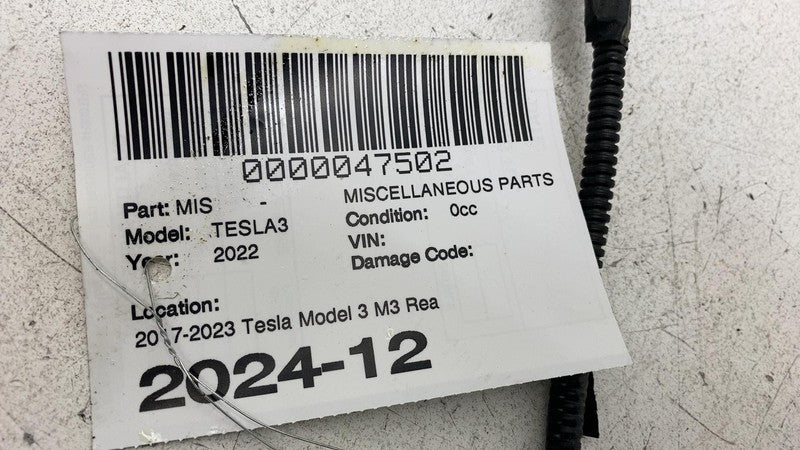 0000047502
Part: MIS - MISCELLANEOUS PARTS
Model: TESLA3 Condition: 0cc
Year: 2022 VIN:
Damage Code:
Location:
2017-2023 Tesla Model 3 M3 Rea
2024-12